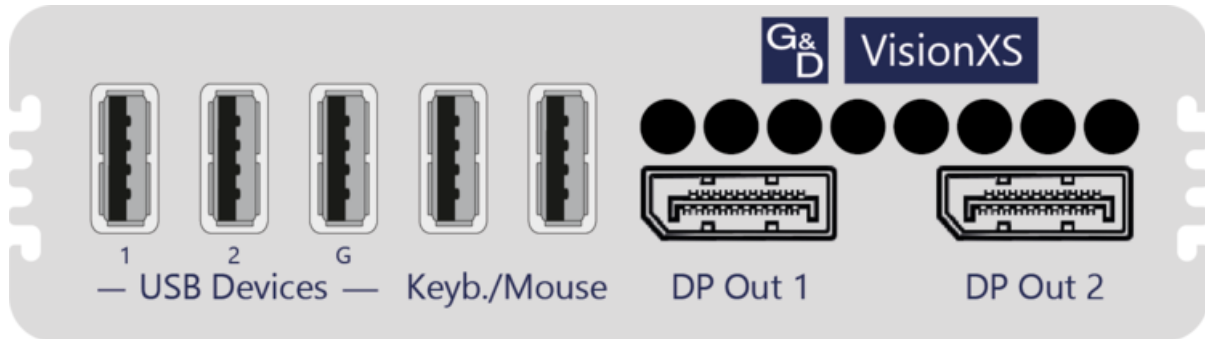 G&D VisionXS
1 2 G
— USB Devices — Keyb./Mouse DP Out 1 DP Out 2